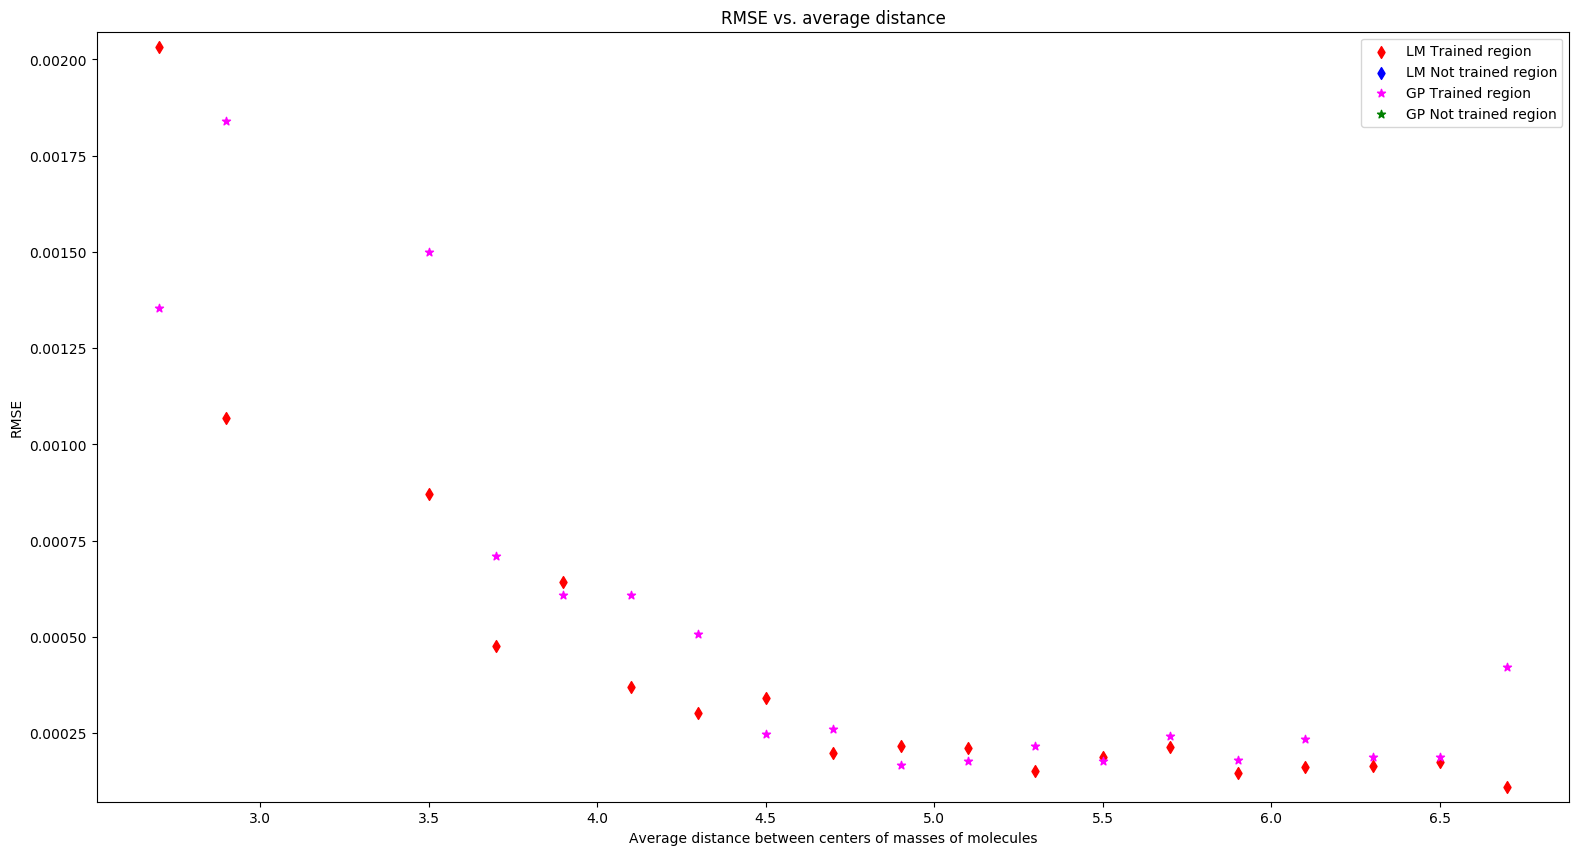 RMSE vs. average distance
LM Trained region
LM Not trained region
GP Trained region
GP Not trained region
0.00200
0.00175
0.00150
0.00125
0.00100
0.00075
0.00050
0.00025
RMSE
3.0 3.5 4.0 4.5 5.0 5.5 6.0 6.5
Average distance between centers of masses of molecules